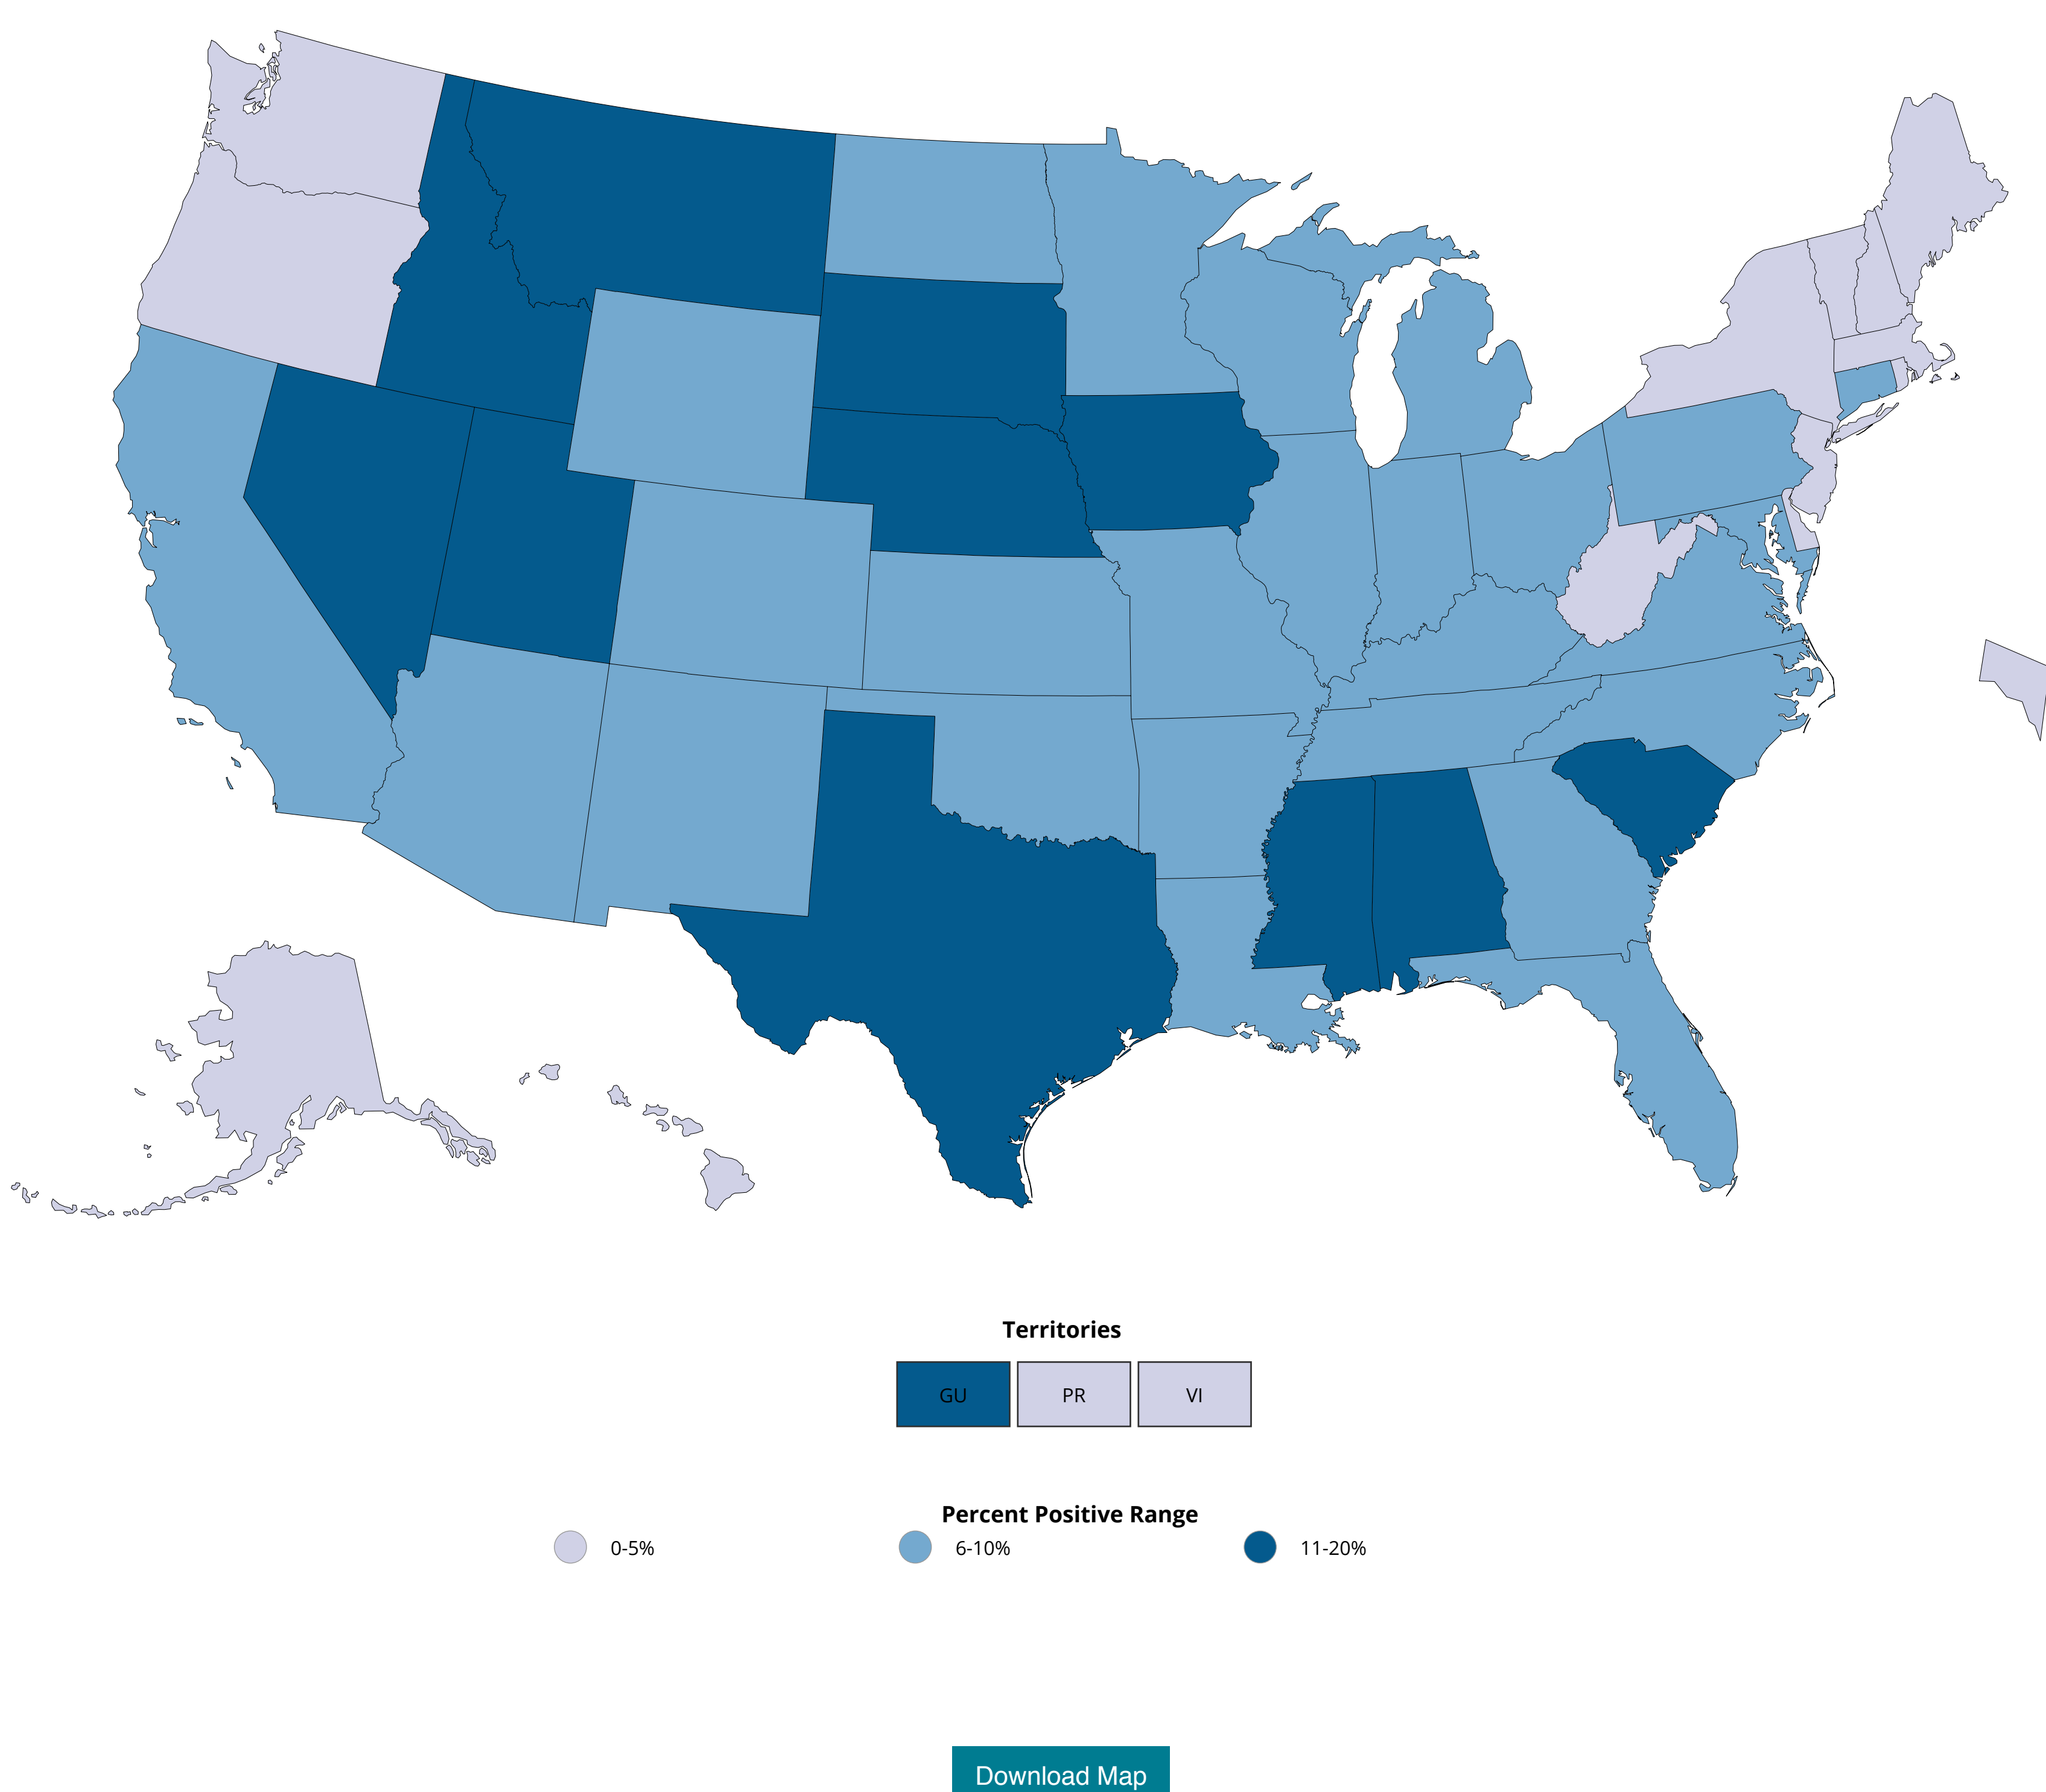 Territories
GU PR VI
Percent Positive Range
0-5% 6-10% 11-20%
Download Map